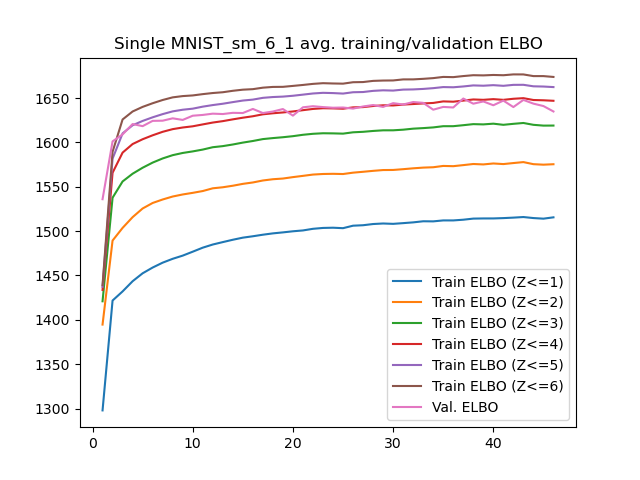 Single MNIST_sm_6_1 avg. training/validation ELBO
1650
1600
1550
1500
1450
1400
1350
1300
0 10 20 30 40
Train ELBO (Z<=1)
Train ELBO (Z<=2)
Train ELBO (Z<=3)
Train ELBO (Z<=4)
Train ELBO (Z<=5)
Train ELBO (Z<=6)
Val. ELBO